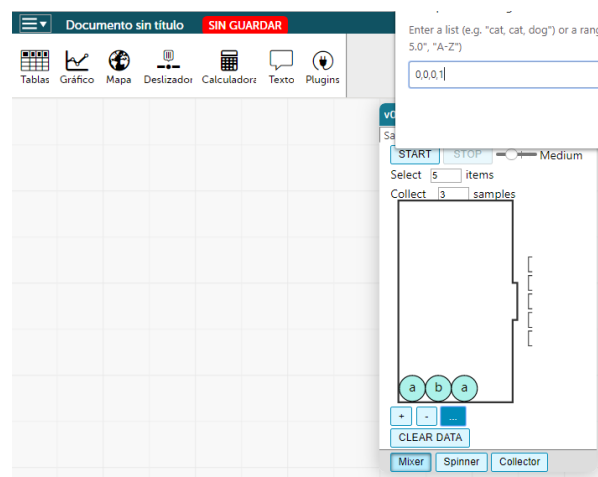 Documento sin título SIN GUARDAR
Tablas Gráfico Mapa Deslizador Calculadora Texto Plugins
Enter a list (e.g. "cat, cat, dog") or a rang
5.0", "A-Z")
0,0,0,1
v0
Sa
START STOP Medium
Select 5 items
Collect 3 samples
a b a
+ - ...
CLEAR DATA
Mixer Spinner Collector